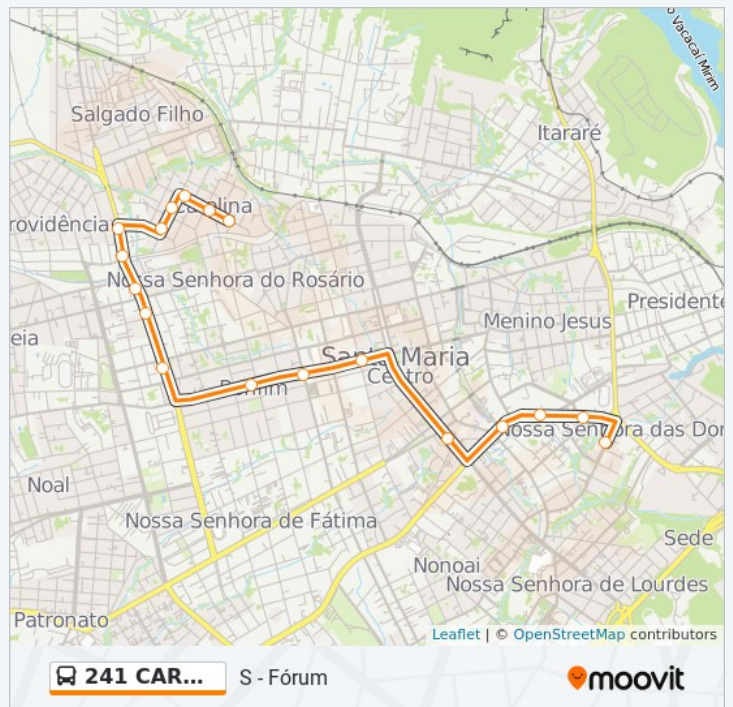 o Vacacaí Mirim
Salgado Filho
Itararé
rovidência
Nossa Senhora do Rosário
Presidente
Menino Jesus
eia
Santa Maria
Centro
Bonfim
Nossa Senhora das Dor
Noal
Nossa Senhora de Fátima
Sede
Nonoai
Nossa Senhora de Lourdes
Patronato
Leaflet | © OpenStreetMap contributors
241 CAR...
S - Fórum
moovit